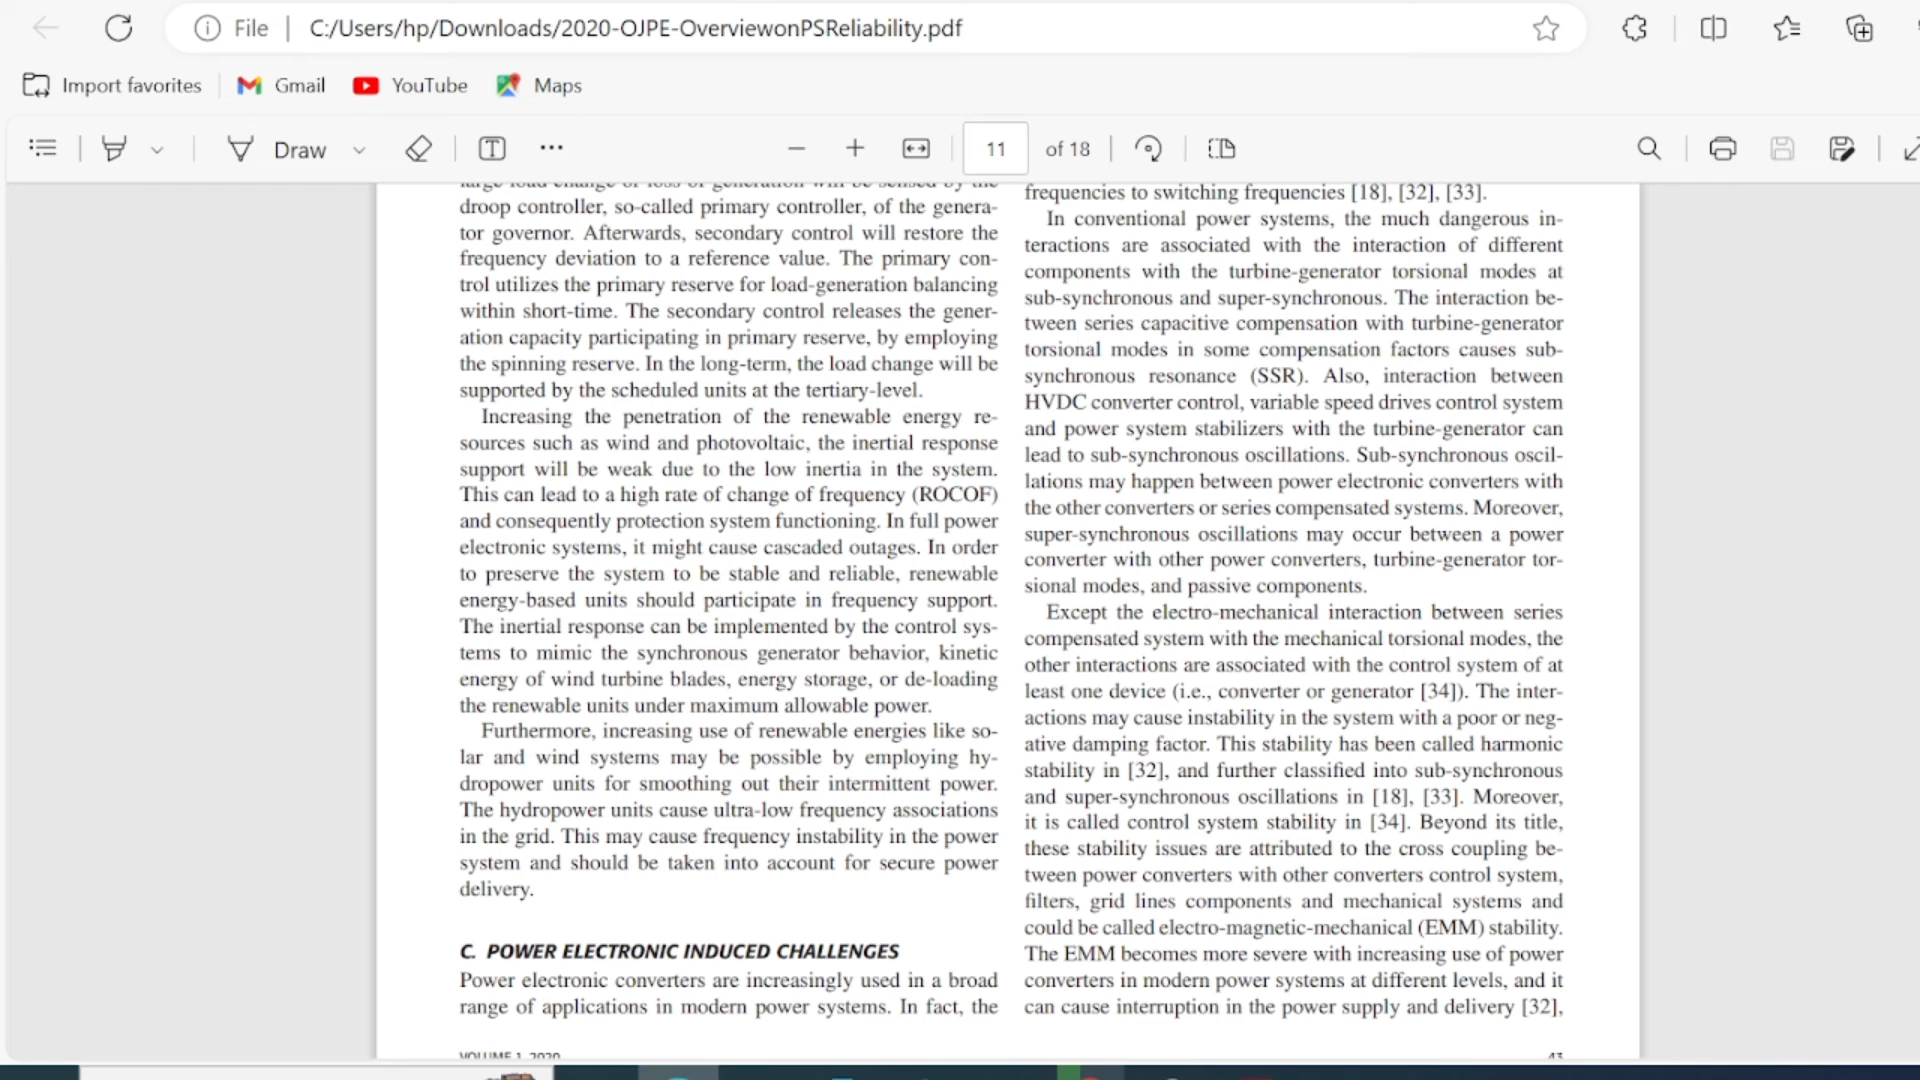 File
C:/Users/hp/Downloads/2020-OJPE-OverviewonPSReliability.pdf
Import favorites
Gmail
YouTube
Maps
Draw
11 of 18
large load change or loss of generation will be sensed by the
droop controller, so-called primary controller, of the genera-
tor governor. Afterwards, secondary control will restore the
frequency deviation to a reference value. The primary con-
trol utilizes the primary reserve for load-generation balancing
within short-time. The secondary control releases the gener-
ation capacity participating in primary reserve, by employing
the spinning reserve. In the long-term, the load change will be
supported by the scheduled units at the tertiary-level.
Increasing the penetration of the renewable energy re-
sources such as wind and photovoltaic, the inertial response
support will be weak due to the low inertia in the system.
This can lead to a high rate of change of frequency (ROCOF)
and consequently protection system functioning. In full power
electronic systems, it might cause cascaded outages. In order
to preserve the system to be stable and reliable, renewable
energy-based units should participate in frequency support.
The inertial response can be implemented by the control sys-
tems to mimic the synchronous generator behavior, kinetic
energy of wind turbine blades, energy storage, or de-loading
the renewable units under maximum allowable power.
Furthermore, increasing use of renewable energies like so-
lar and wind systems may be possible by employing hy-
dropower units for smoothing out their intermittent power.
The hydropower units cause ultra-low frequency associations
in the grid. This may cause frequency instability in the power
system and should be taken into account for secure power
delivery.
C. POWER ELECTRONIC INDUCED CHALLENGES
Power electronic converters are increasingly used in a broad
range of applications in modern power systems. In fact, the
frequencies to switching frequencies [18], [32], [33].
In conventional power systems, the much dangerous in-
teractions are associated with the interaction of different
components with the turbine-generator torsional modes at
sub-synchronous and super-synchronous. The interaction be-
tween series capacitive compensation with turbine-generator
torsional modes in some compensation factors causes sub-
synchronous resonance (SSR). Also, interaction between
HVDC converter control, variable speed drives control system
and power system stabilizers with the turbine-generator can
lead to sub-synchronous oscillations. Sub-synchronous oscil-
lations may happen between power electronic converters with
the other converters or series compensated systems. Moreover,
super-synchronous oscillations may occur between a power
converter with other power converters, turbine-generator tor-
sional modes, and passive components.
Except the electro-mechanical interaction between series
compensated system with the mechanical torsional modes, the
other interactions are associated with the control system of at
least one device (i.e., converter or generator [34]). The inter-
actions may cause instability in the system with a poor or neg-
ative damping factor. This stability has been called harmonic
stability in [32], and further classified into sub-synchronous
and super-synchronous oscillations in [18], [33]. Moreover,
it is called control system stability in [34]. Beyond its title,
these stability issues are attributed to the cross coupling be-
tween power converters with other converters control system,
filters, grid lines components and mechanical systems and
could be called electro-magnetic-mechanical (EMM) stability.
The EMM becomes more severe with increasing use of power
converters in modern power systems at different levels, and it
can cause interruption in the power supply and delivery [32],
VOLUME 1, 2020
43